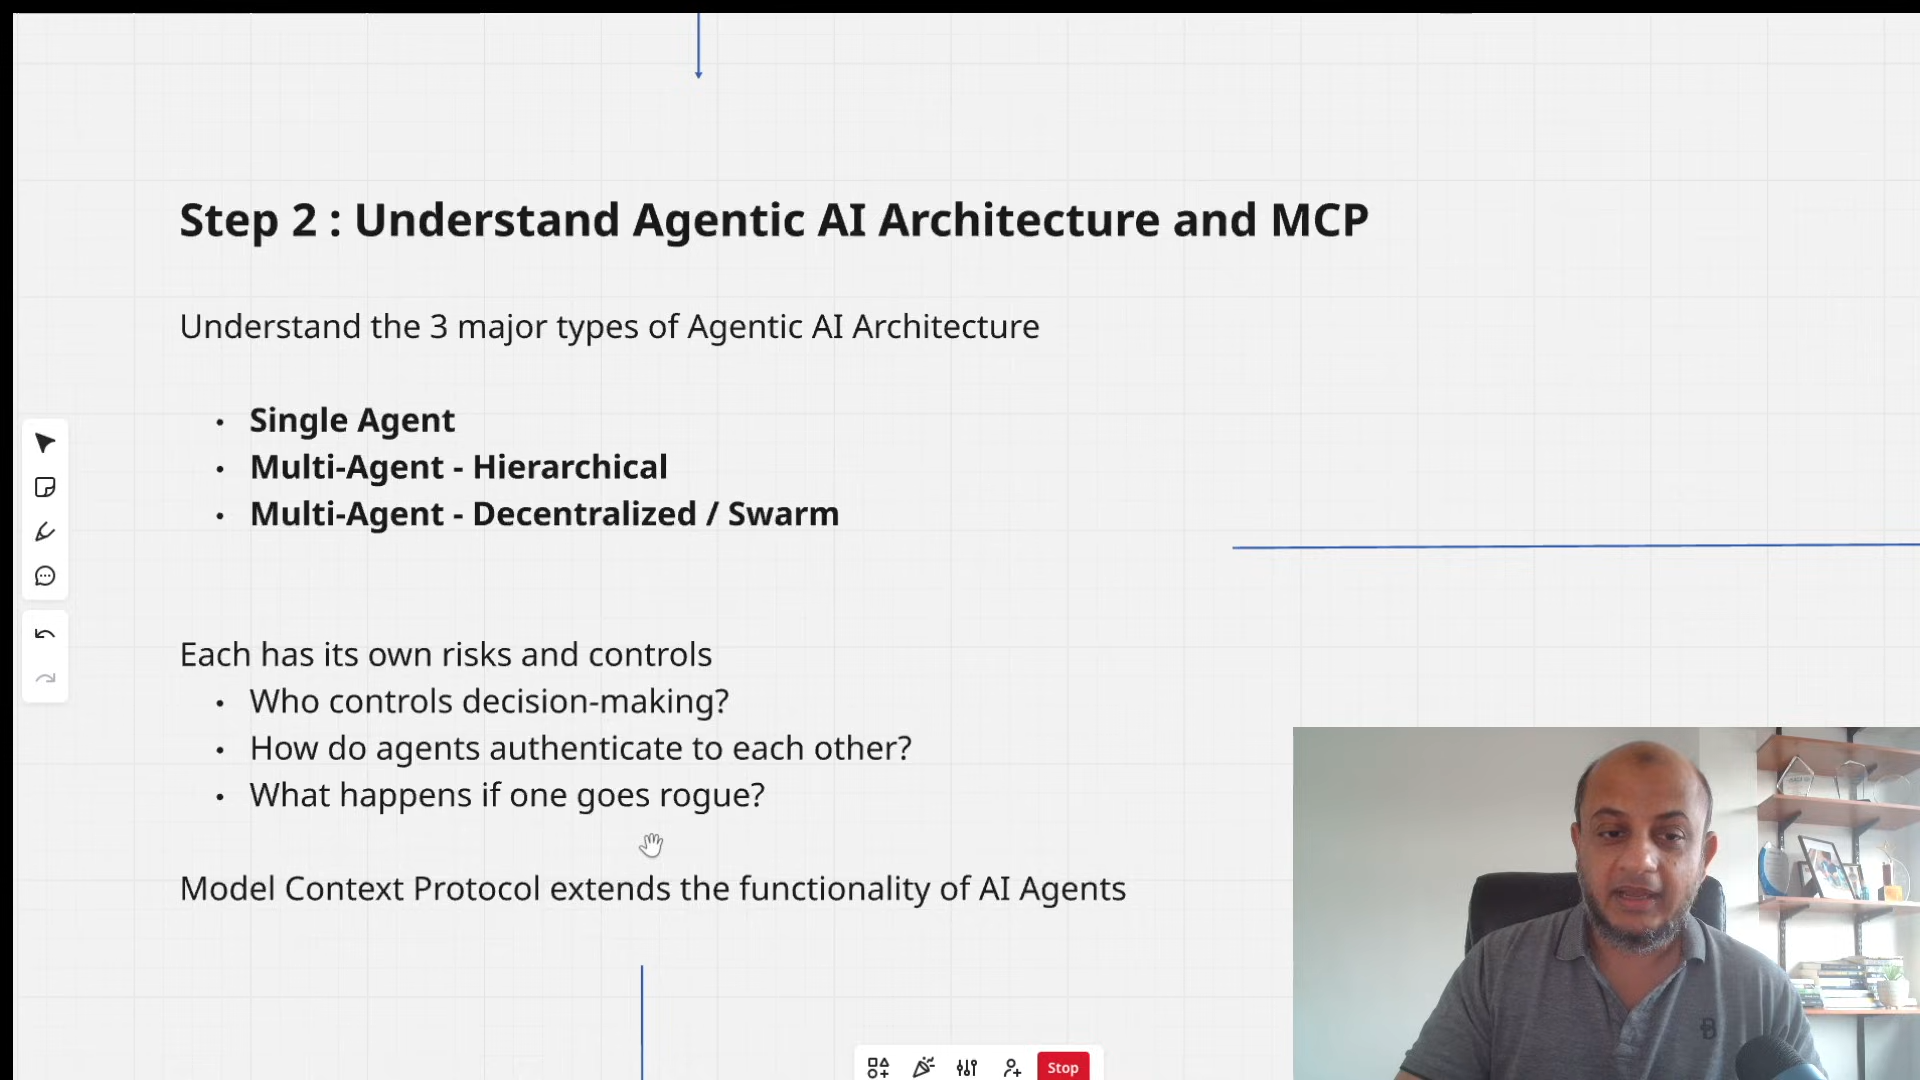 Step 2 : Understand Agentic AI Architecture and MCP
Understand the 3 major types of Agentic AI Architecture
• Single Agent
• Multi-Agent - Hierarchical
• Multi-Agent - Decentralized / Swarm
Each has its own risks and controls
• Who controls decision-making?
• How do agents authenticate to each other?
• What happens if one goes rogue?
Model Context Protocol extends the functionality of AI Agents
Stop